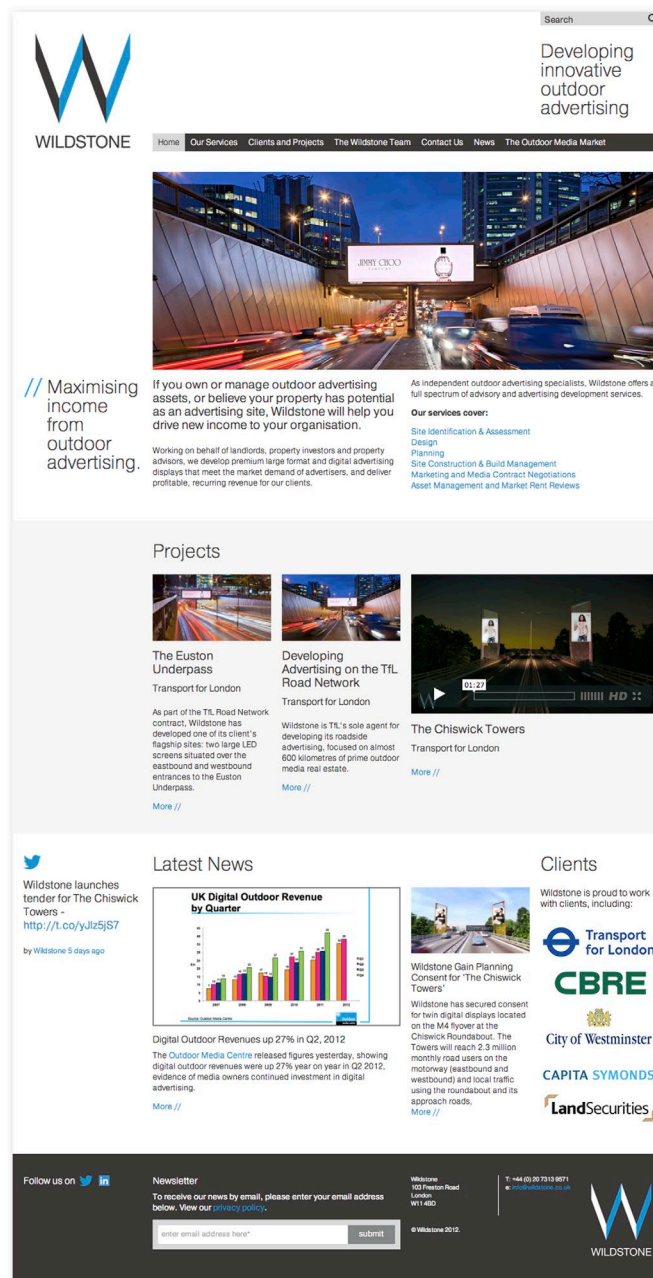 Search
Developing
innovative
outdoor
advertising
WILDSTONE
Home Our Services Clients and Projects The Wildstone Team Contact Us News The Outdoor Media Market
JIMMY CHOO
// Maximising
income
from
outdoor
advertising.
If you own or manage outdoor advertising
assets, or believe your property has potential
as an advertising site, Wildstone will help you
drive new income to your organisation.
Working on behalf of landlords, property investors and property
advisors, we develop premium large format and digital advertising
displays that meet the market demand of advertisers, and deliver
profitable, recurring revenue for our clients.
As independent outdoor advertising specialists, Wildstone offers a
full spectrum of advisory and advertising development services.
Our services cover:
Site Identification & Assessment
Design
Planning
Site Construction & Build Management
Marketing and Media Contract Negotiations
Asset Management and Market Rent Reviews
Projects
The Euston
Underpass
Transport for London
As part of the TfL Road Network
contract, Wildstone has
developed one of its client's
flagship sites: two large LED
screens situated over the
eastbound and westbound
entrances to the Euston
Underpass.
More //
Developing
Advertising on the TfL
Road Network
Transport for London
Wildstone is TfL's sole agent for
developing its roadside
advertising, focused on almost
600 kilometres of prime outdoor
media real estate.
More //
01:27
HD
The Chiswick Towers
Transport for London
More //
Wildstone launches
tender for The Chiswick
Towers -
http://t.co/yJlz5jS7
by Wildstone 5 days ago
Latest News
UK Digital Outdoor Revenue
by Quarter
2007 2008 2009 2010 2011 2012
Source: Outdoor Media Centre
Digital Outdoor Revenues up 27% in Q2, 2012
The Outdoor Media Centre released figures yesterday, showing
digital outdoor revenues were up 27% year on year in Q2 2012,
evidence of media owners continued investment in digital
advertising.
More //
Wildstone Gain Planning
Consent for 'The Chiswick
Towers'
Wildstone has secured consent
for twin digital displays located
on the M4 flyover at the
Chiswick Roundabout. The
Towers will reach 2.3 million
monthly road users on the
motorway (eastbound and
westbound) and local traffic
using the roundabout and its
approach roads,
More //
Clients
Wildstone is proud to work
with clients, including:
Transport
for London
CBRE
City of Westminster
CAPITA SYMONDS
LandSecurities
Follow us on
in
Newsletter
To receive our news by email, please enter your email address
below. View our privacy policy.
enter email address here*
submit
Wildstone
103 Freston Road
London
W11 4BD
© Wildstone 2012.
T: +44 (0) 20 7313 9571
e: info@wildstone.co.uk
WILDSTONE